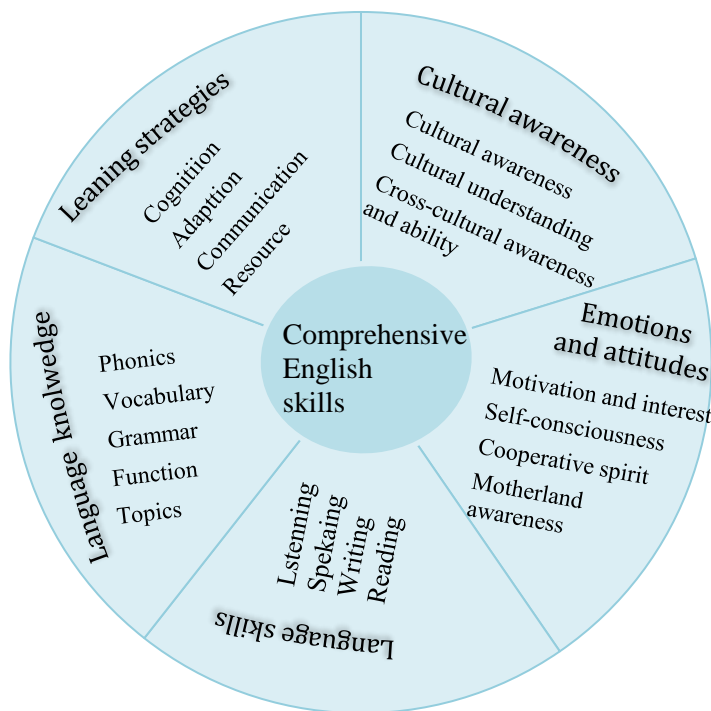 Leaning strategies
Cognitiion
Adapttion
Communication
Resource
Cultural awareness
Cultural awareness
Cultural understanding
Cross-cultural awareness
and ability
Emotions
and attitudes
Motivation and interest
Self-consciousness
Cooperative spirit
Motherland
awareness
Comprehensive
English
skills
Language knolwwedge
Phonics
Vocabulary
Grammar
Function
Topics
Lstenning
Spekaing
Writing
Reading
Language skills